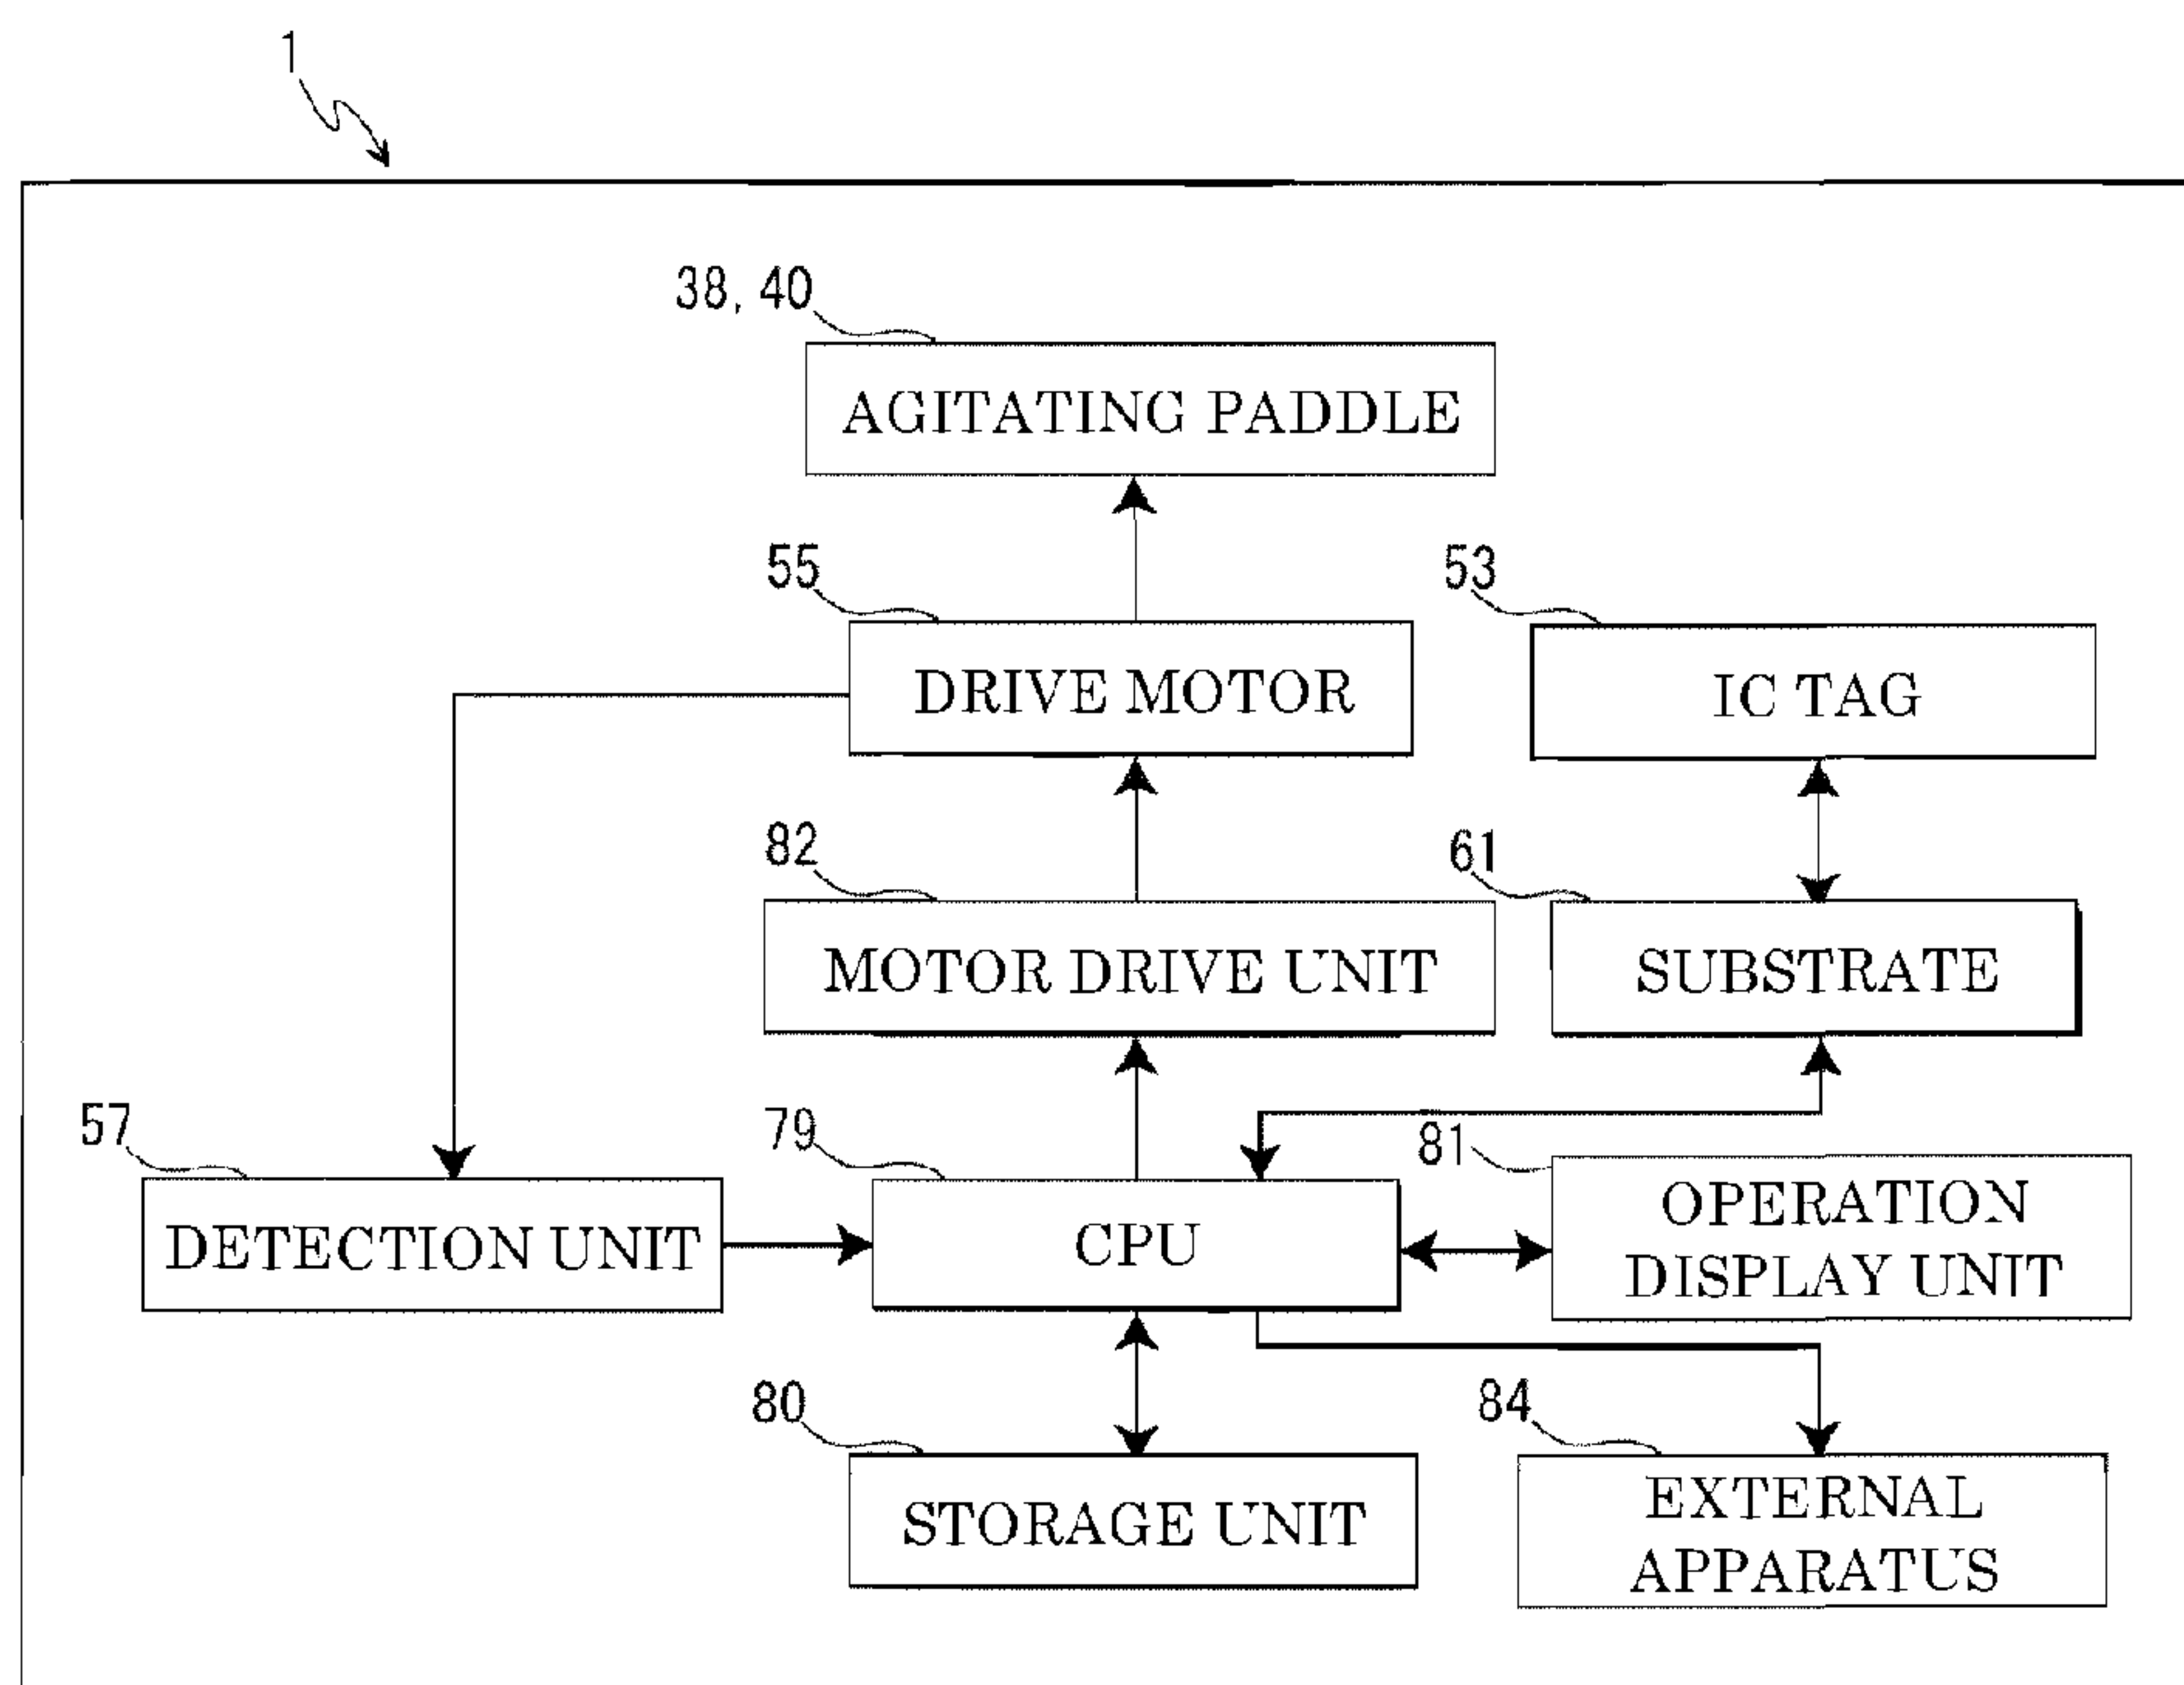 1
38, 40
AGITATING PADDLE
55
DRIVE MOTOR
53
IC TAG
82
MOTOR DRIVE UNIT
61
SUBSTRATE
57
DETECTION UNIT
79
CPU
81
OPERATION
DISPLAY UNIT
80
STORAGE UNIT
84
EXTERNAL
APPARATUS